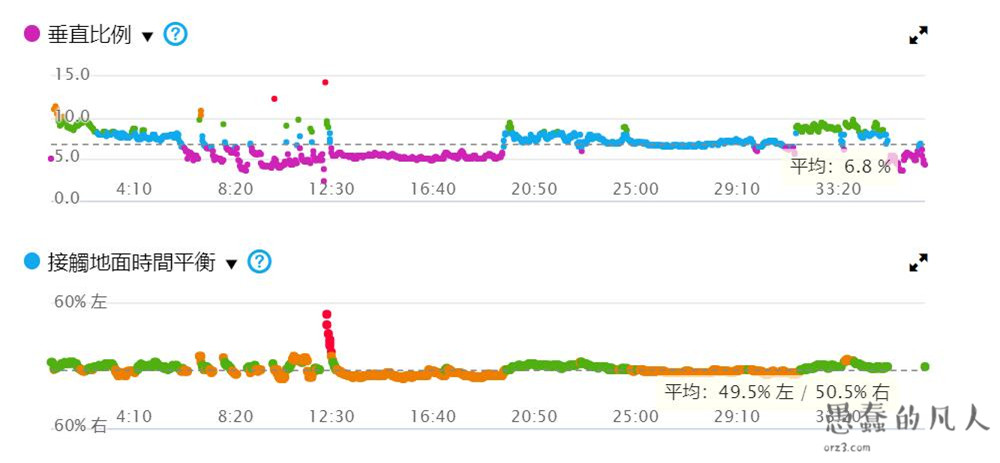 垂直比例 ▼ ?
15.0
10.0
5.0
0.0
4:10 8:20 12:30 16:40 20:50 25:00 29:10 33:20
平均: 6.8 %
接觸地面時間平衡 ▼ ?
60% 左
60% 右
4:10 8:20 12:30 16:40 20:50 25:00 29:10 33:20
平均: 49.5% 左 / 50.5% 右
愚蠢的凡人
orz3.com